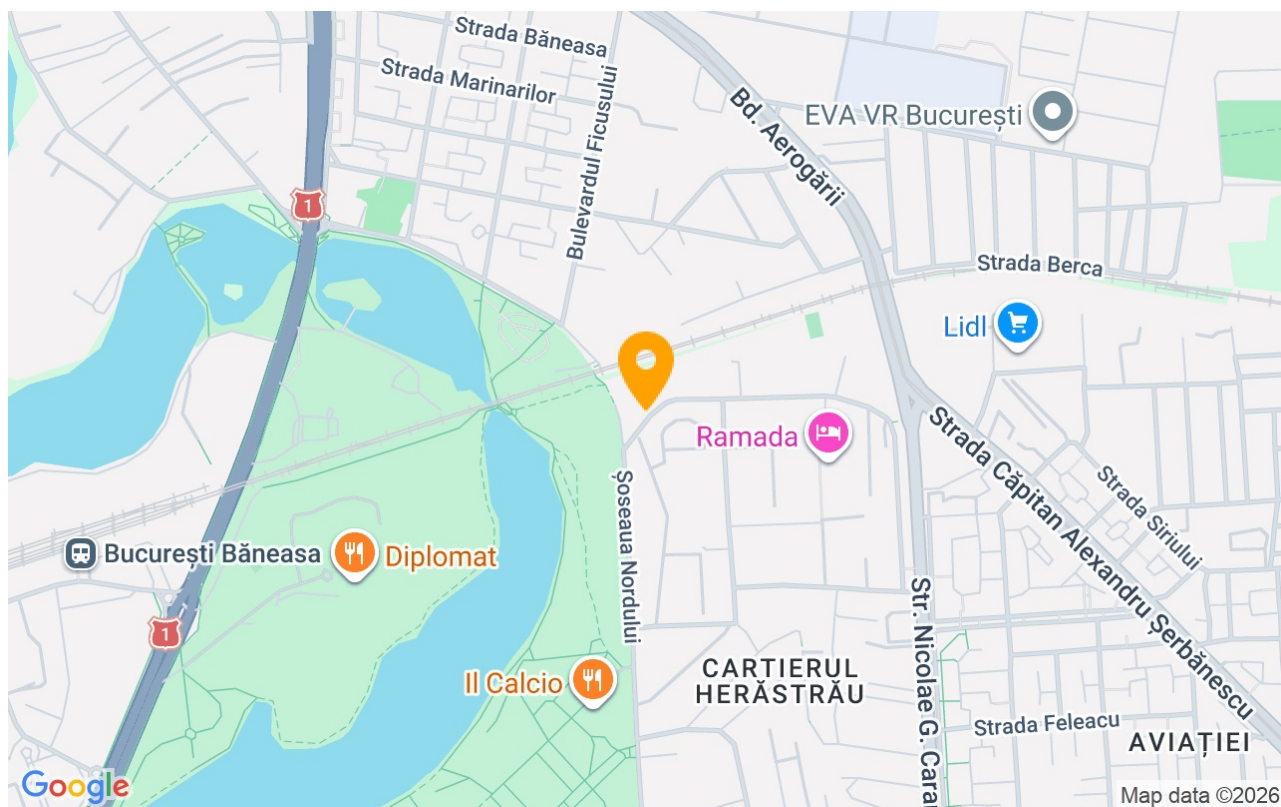 Strada Băneasa
Strada Marinarilor
Bulevardul Ficusului
Bd. Aerogării
EVA VR București
1
Strada Berca
Lidl
Ramada
Strada Căpitan Alexandru Șerbănescu
Strada Siriului
Șoseaua Nordului
București Băneasa
Diplomat
1
Str. Nicolae G. Cara
Il Calcio
CARTIERUL
HERĂSTRĂU
Strada Feleacu
AVIAȚIEI
Google
Map data ©2026